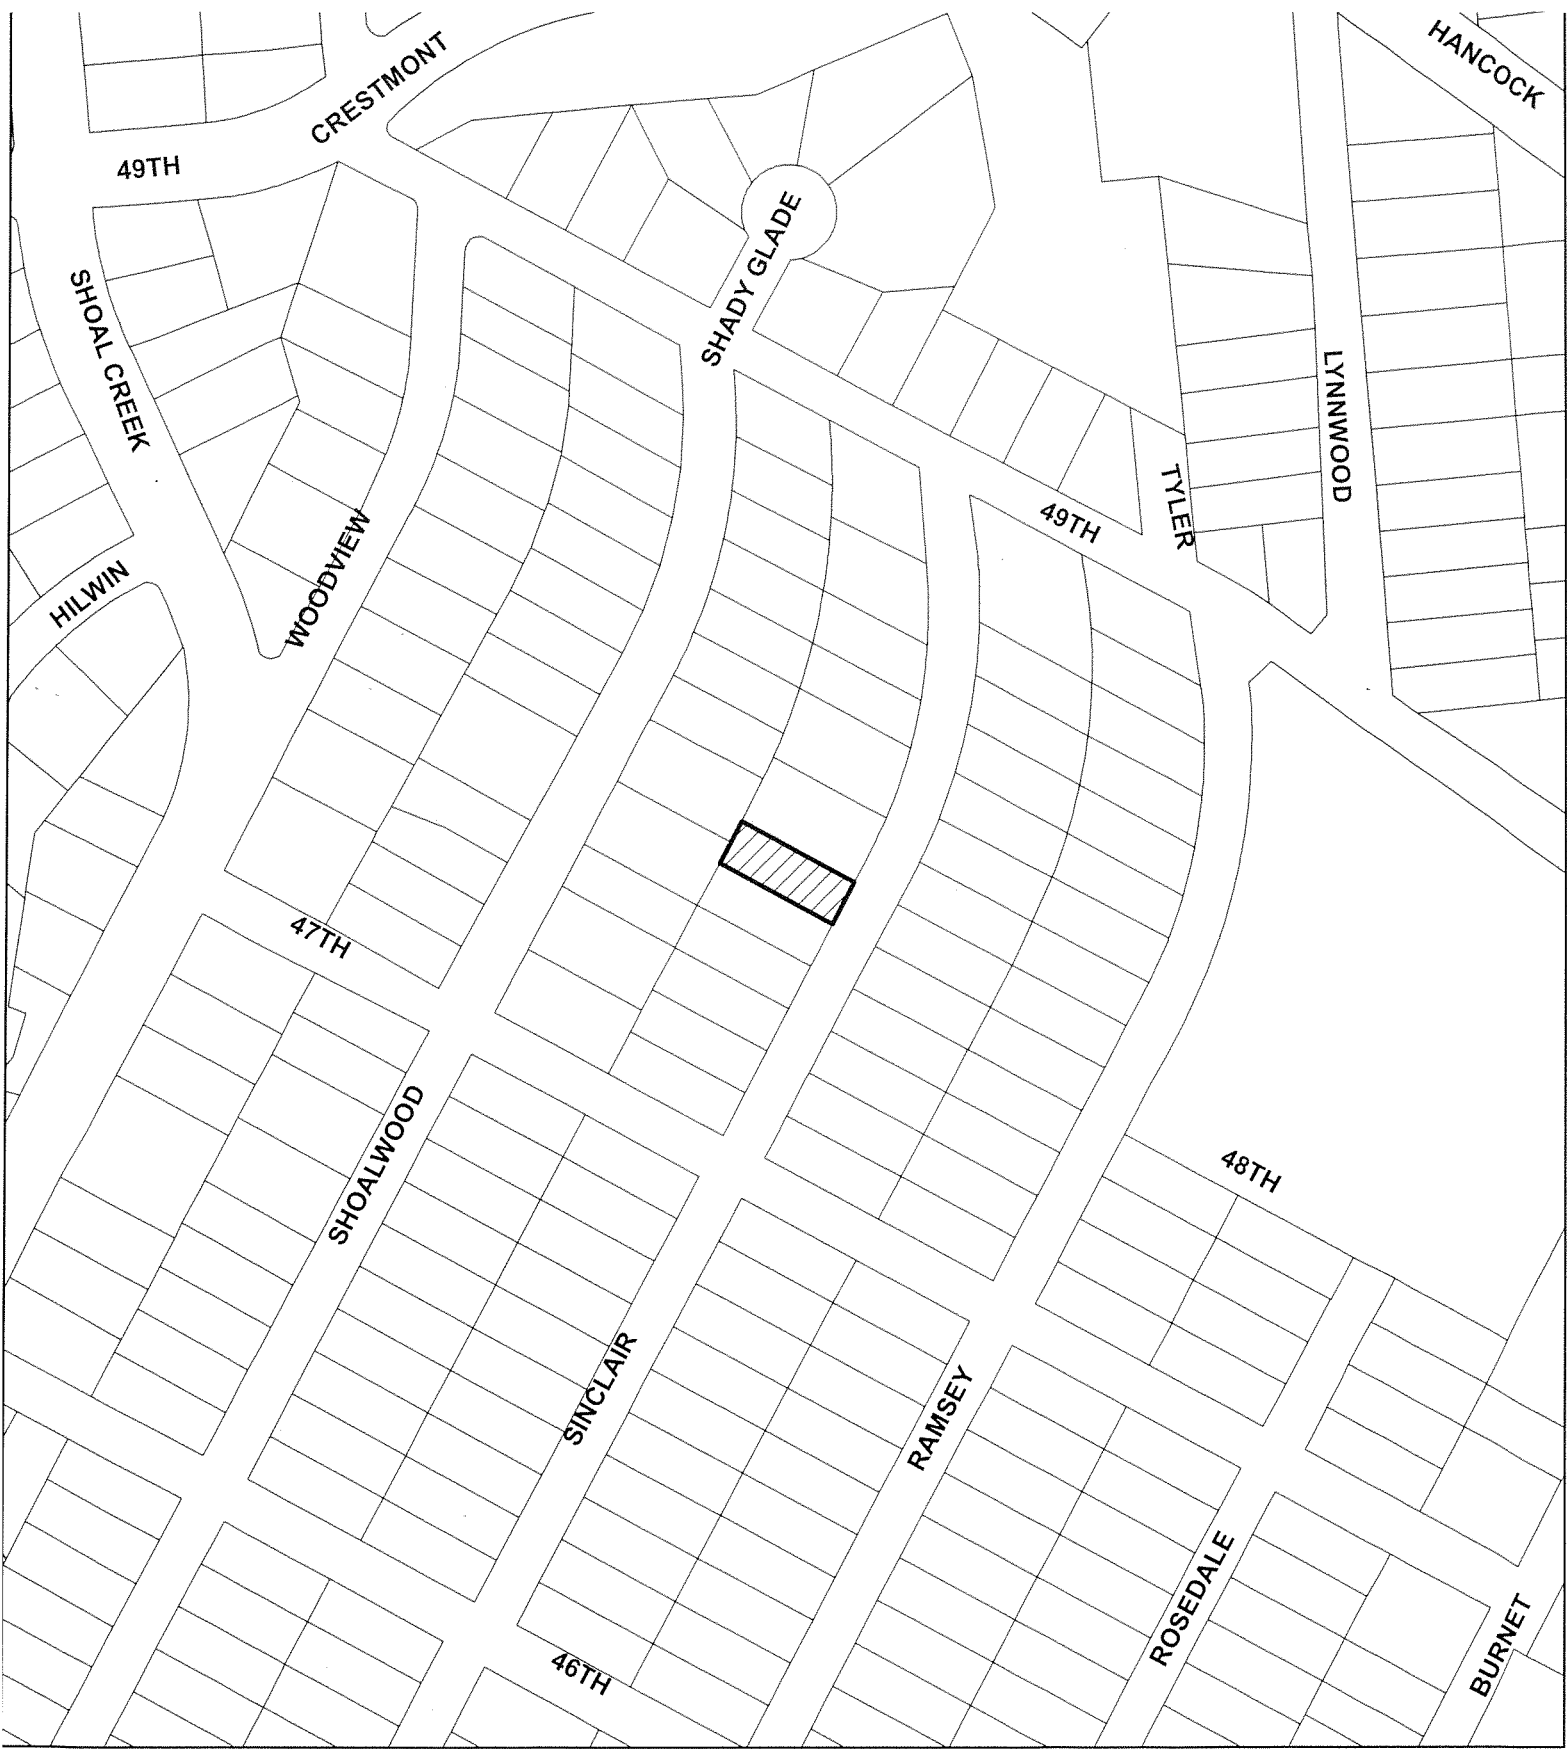 HANCOCK
CRESTMONT
49TH
SHADY GLADE
SHOAL CREEK
LYNNWOOD
TYLER
49TH
WOODVIEW
HILWIN
47TH
SHOALWOOD
48TH
SINCLAIR
RAMSEY
ROSEDALE
BURNET
46TH